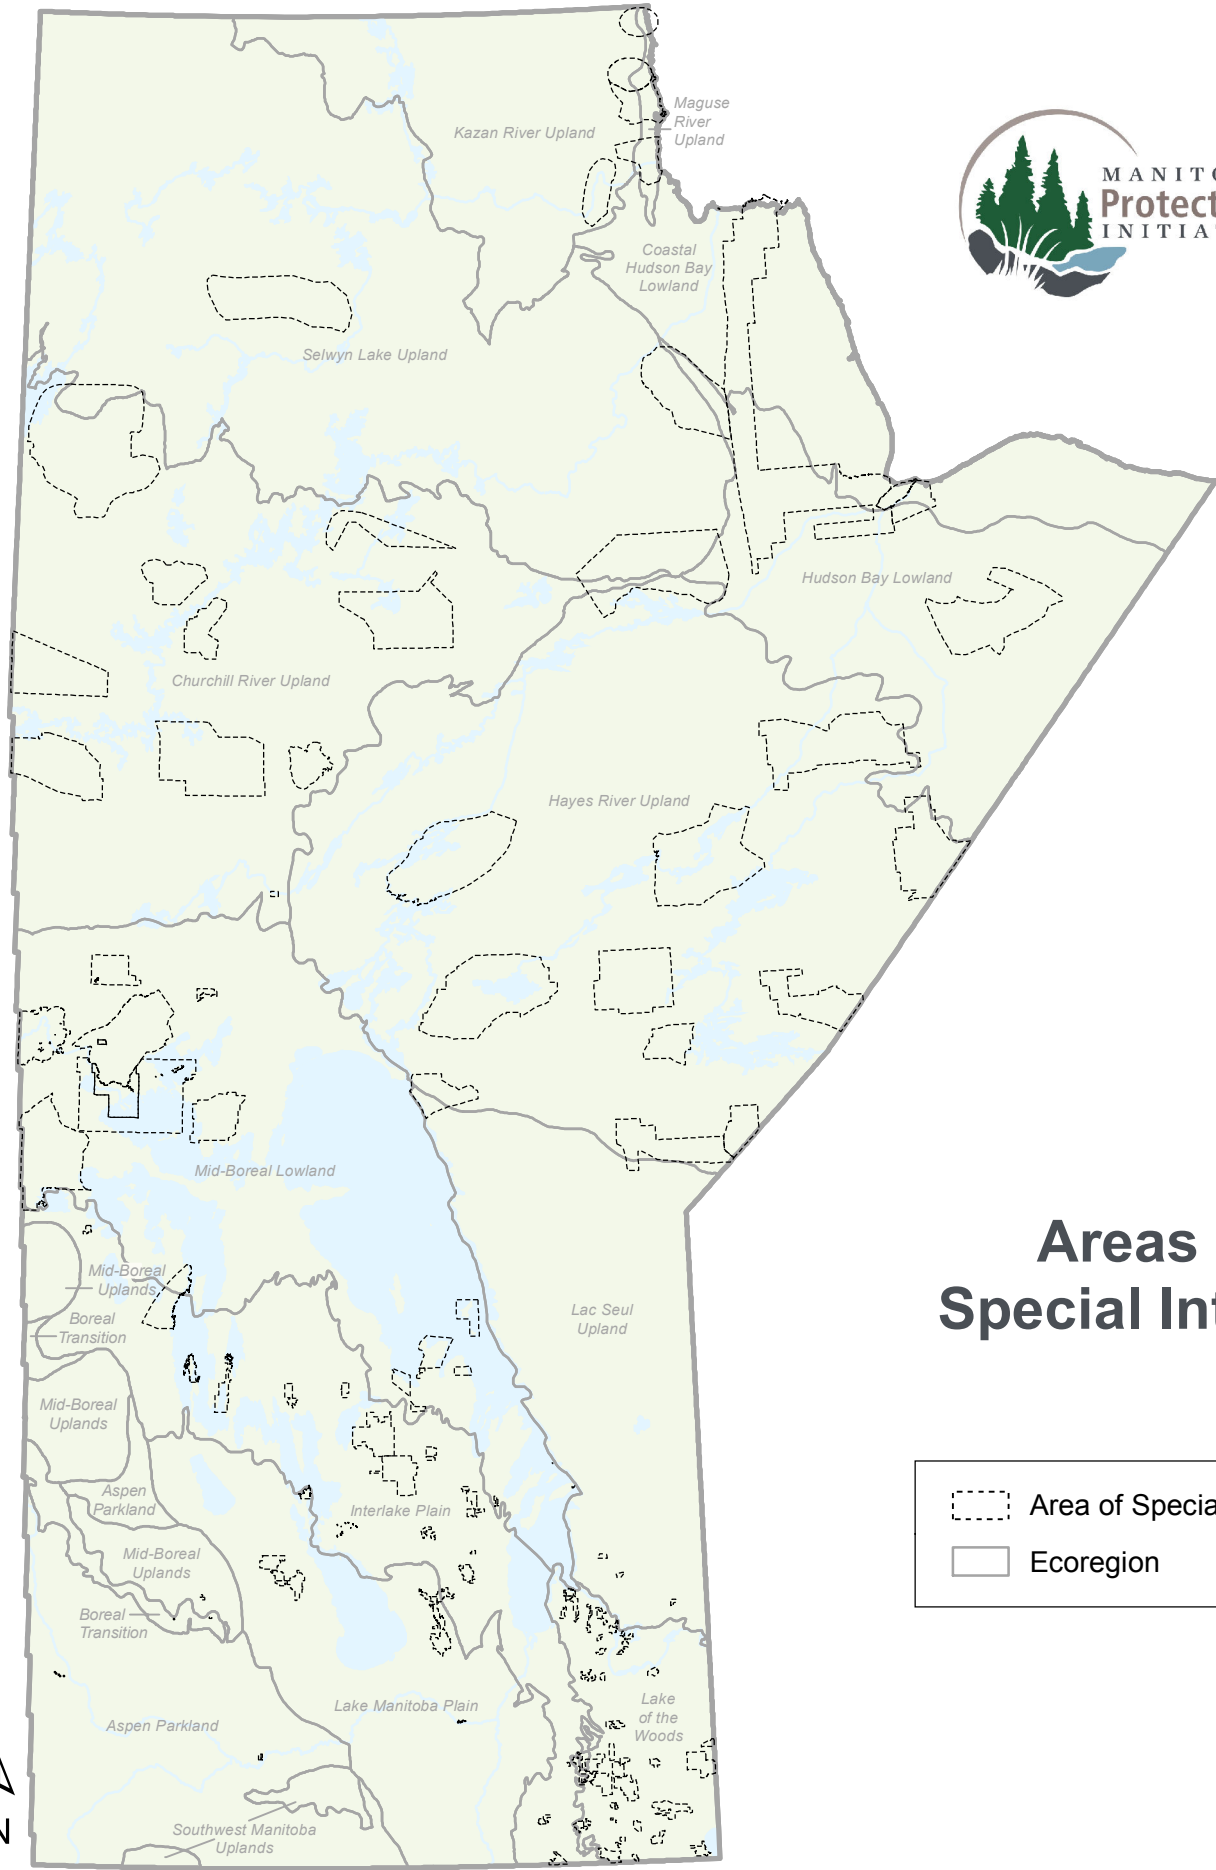 Maguse
River
Upland
Kazan River Upland
MANITO
Protect
INITIA
Coastal
Hudson Bay
Lowland
Selwyn Lake Upland
Hudson Bay Lowland
Churchill River Upland
Hayes River Upland
Mid-Boreal Lowland
Areas
Special Int
Mid-Boreal
Uplands
Boreal
Transition
Lac Seul
Upland
Mid-Boreal
Uplands
Aspen
Parkland
Interlake Plain
Area of Specia
Mid-Boreal
Uplands
Ecoregion
Boreal
Transition
Lake Manitoba Plain
Lake
of the
Woods
Aspen Parkland
Southwest Manitoba
Uplands
N